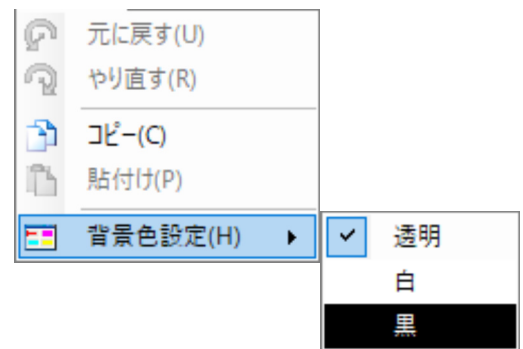 元に戻す(U)
やり直す(R)
コピー(C)
貼付け(P)
背景色設定(H)
透明
白
黒